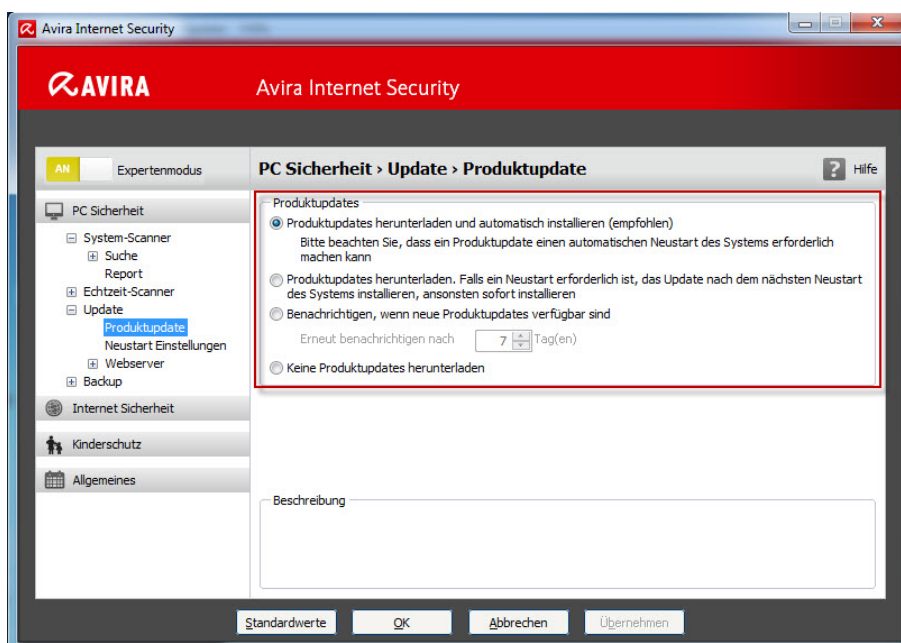 Avira Internet Security
AVIRA
Avira Internet Security
AN
Expertenmodus
PC Sicherheit › Update › Produktupdate
Hilfe
PC Sicherheit
System-Scanner
Suche
Report
Echtzeit-Scanner
Update
Produktupdate
Neustart Einstellungen
Webserver
Backup
Internet Sicherheit
Kinderschutz
Allgemeines
Produktupdates
Produktupdates herunterladen und automatisch installieren (empfohlen)
Bitte beachten Sie, dass ein Produktupdate einen automatischen Neustart des Systems erforderlich
machen kann
Produktupdates herunterladen. Falls ein Neustart erforderlich ist, das Update nach dem nächsten Neustart
des Systems installieren, ansonsten sofort installieren
Benachrichtigen, wenn neue Produktupdates verfügbar sind
Erneut benachrichtigen nach 7 Tag(en)
Keine Produktupdates herunterladen
Beschreibung
Standardwerte
OK
Abbrechen
Übernehmen